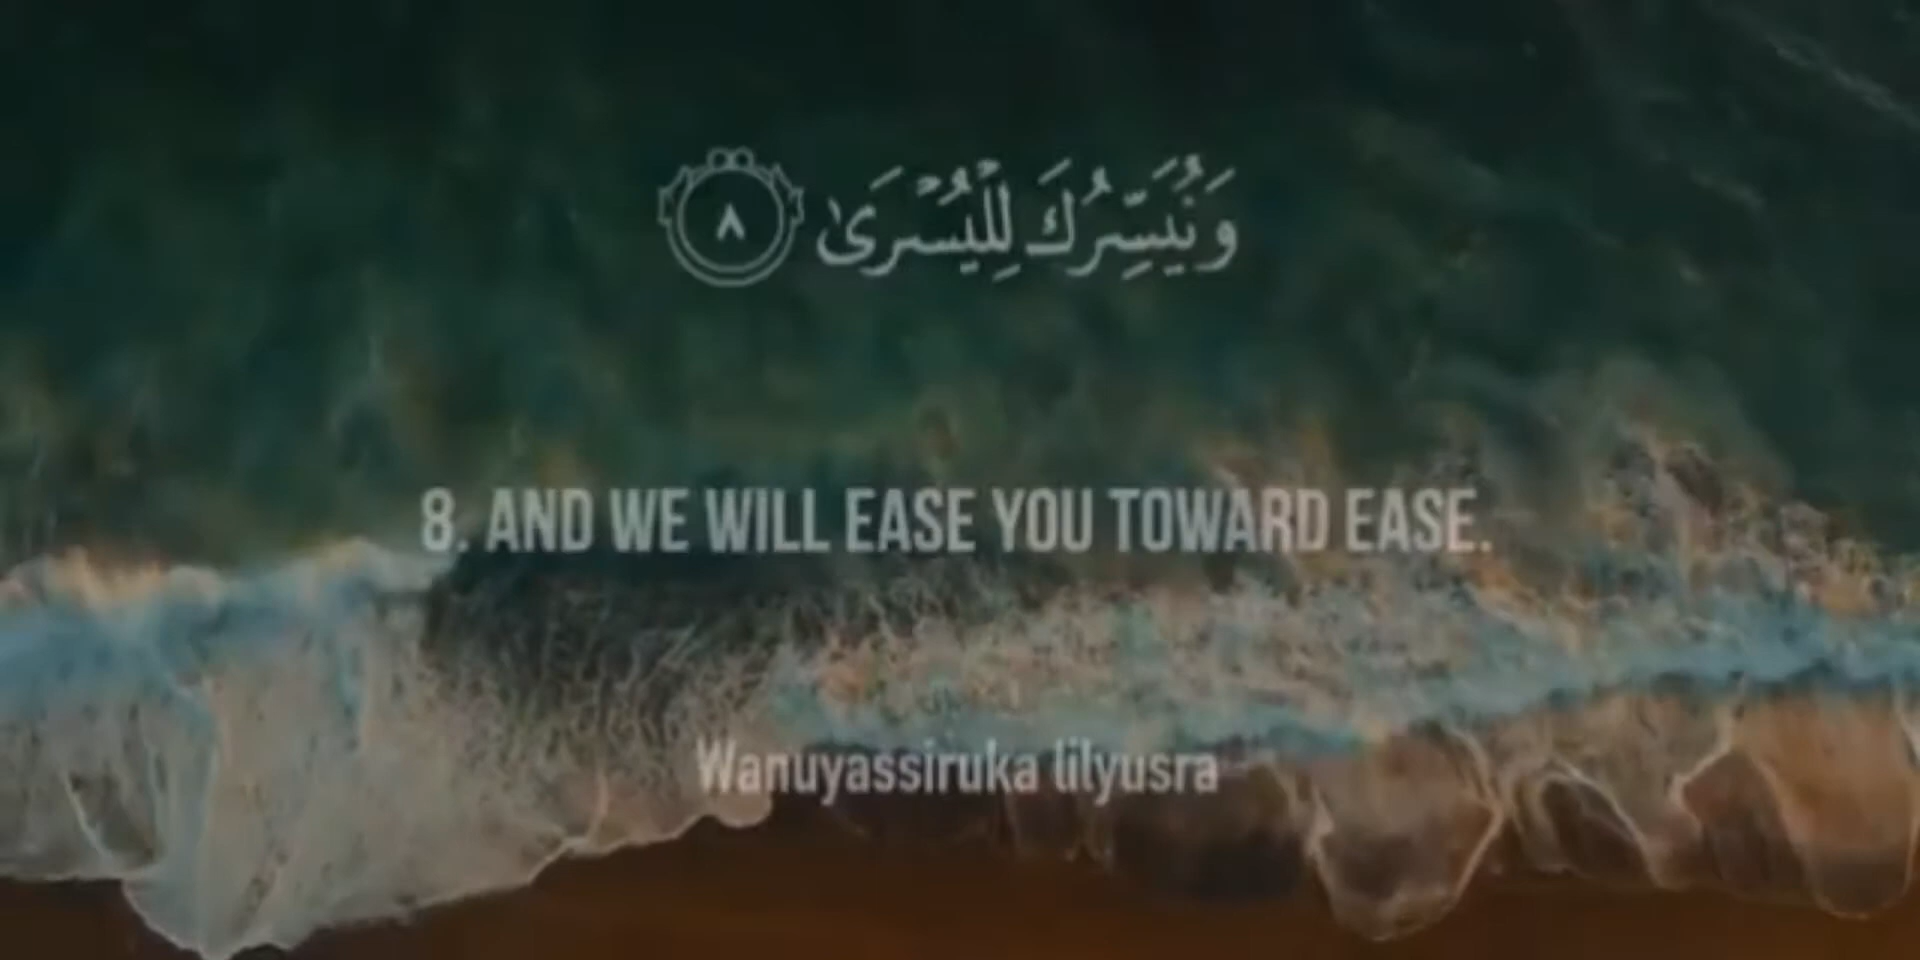 وَنُيَسِّرُكَ لِلْيُسْرَىٰ ٨
8. AND WE WILL EASE YOU TOWARD EASE.
Wanuyassiruka lilyusra